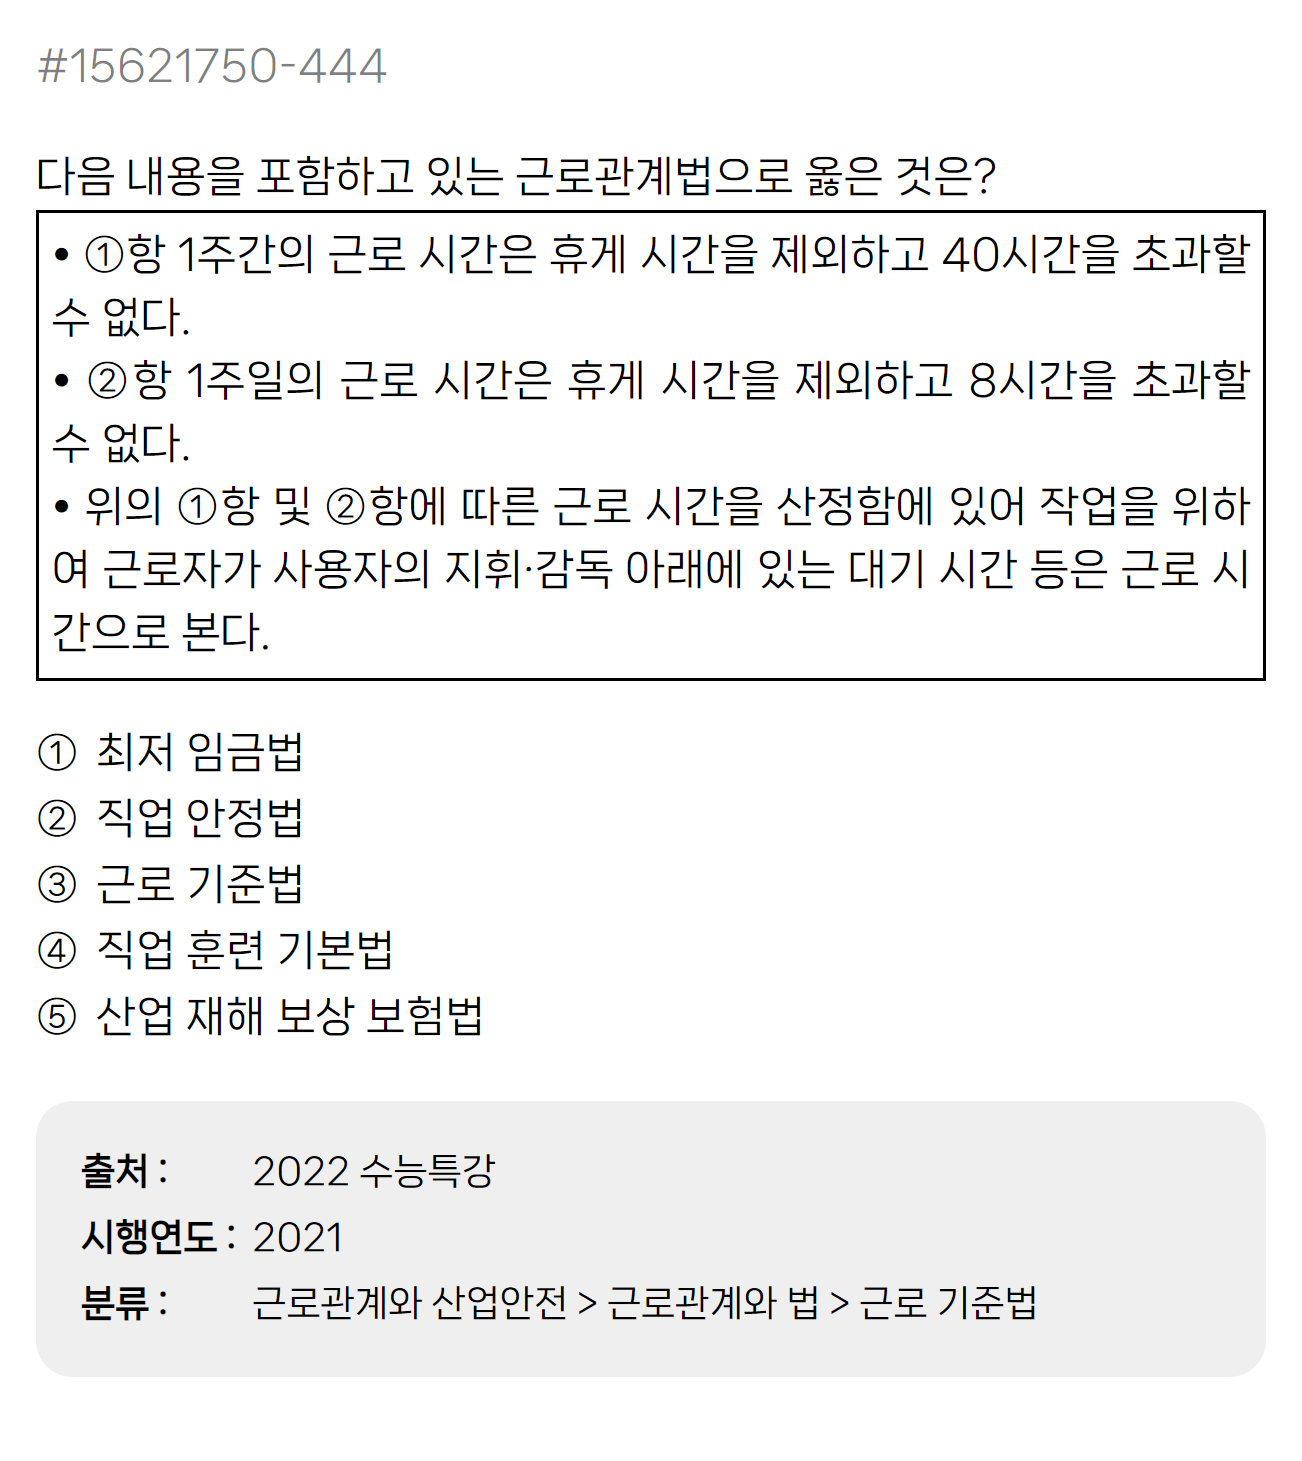 #15621750-444
다음 내용을 포함하고 있는 근로관계법으로 옳은 것은?
• ①항 1주간의 근로 시간은 휴게 시간을 제외하고 40시간을 초과할
수 없다.
• ②항 1주일의 근로 시간은 휴게 시간을 제외하고 8시간을 초과할
수 없다.
• 위의 ①항 및 ②항에 따른 근로 시간을 산정함에 있어 작업을 위하
여 근로자가 사용자의 지휘·감독 아래에 있는 대기 시간 등은 근로 시
간으로 본다.
① 최저 임금법
② 직업 안정법
③ 근로 기준법
④ 직업 훈련 기본법
⑤ 산업 재해 보상 보험법
출처 : 2022 수능특강
시행연도 : 2021
분류 : 근로관계와 산업안전 > 근로관계와 법 > 근로 기준법